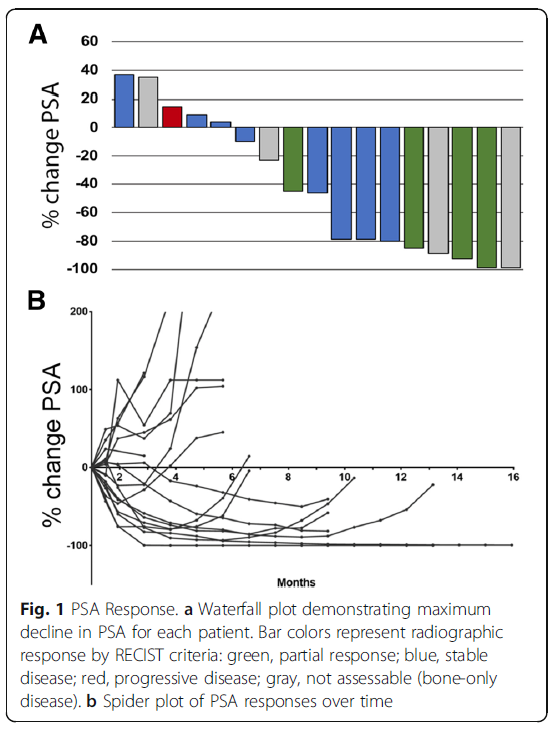 A
60
40
20
0
-20
-40
-60
-80
-100
% change PSA
B
200
100
0
-100
% change PSA
2 4 6 8 10 12 14 16
Months
Fig. 1 PSA Response. a Waterfall plot demonstrating maximum
decline in PSA for each patient. Bar colors represent radiographic
response by RECIST criteria: green, partial response; blue, stable
disease; red, progressive disease; gray, not assessable (bone-only
disease). b Spider plot of PSA responses over time